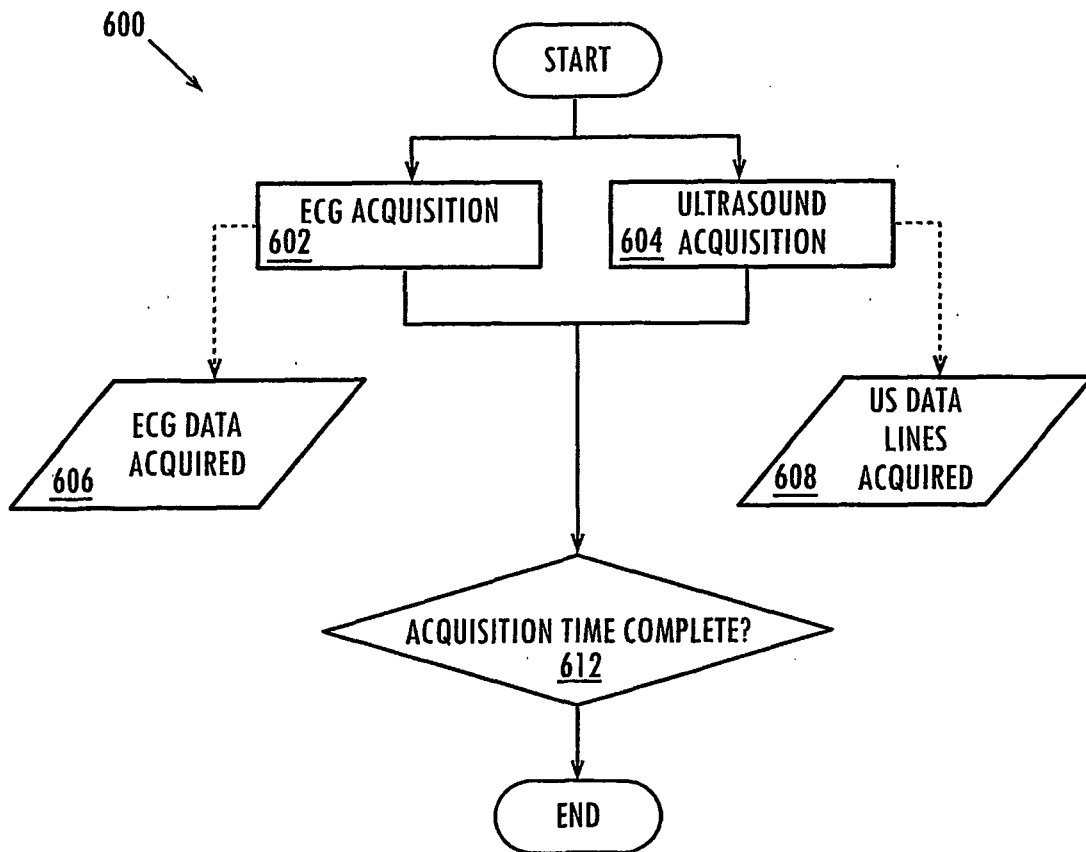 600
START
ECG ACQUISITION
602
ULTRASOUND
ACQUISITION
604
ECG DATA
ACQUIRED
606
US DATA
LINES
ACQUIRED
608
ACQUISITION TIME COMPLETE?
612
END